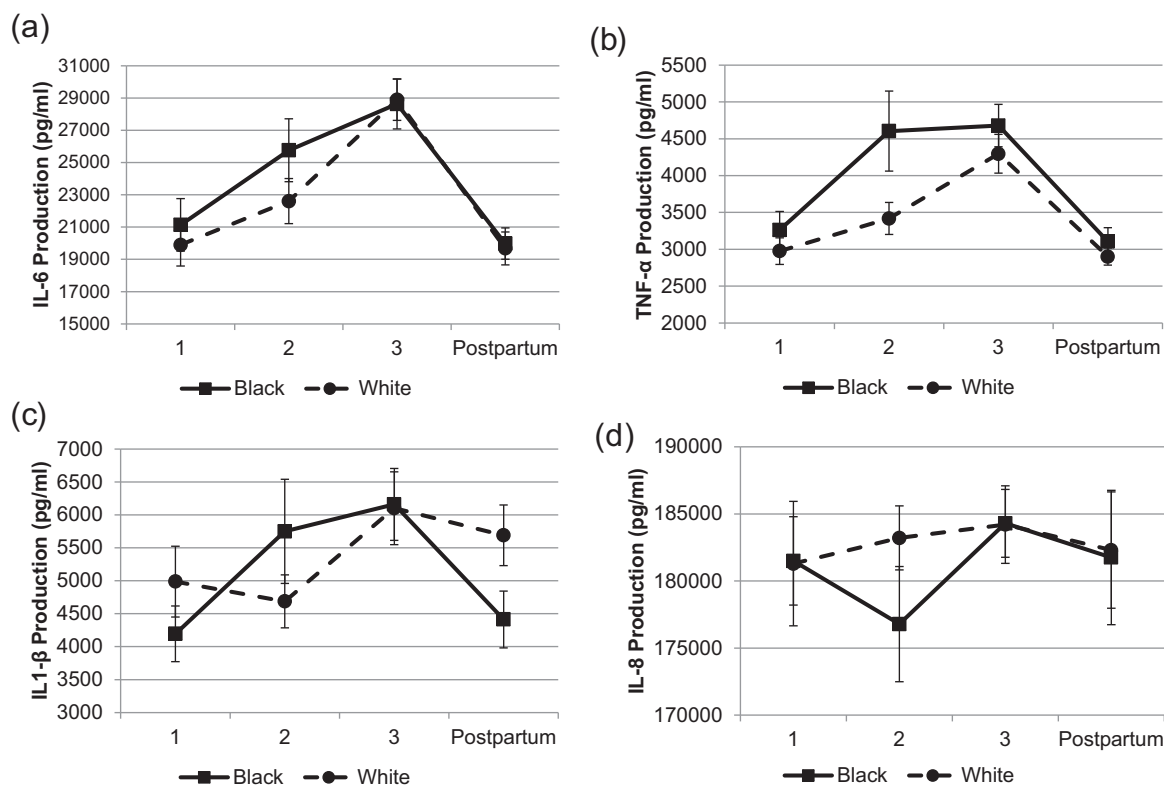 (a)
IL-6 Production (pg/ml)
31000
29000
27000
25000
23000
21000
19000
17000
15000
1 2 3 Postpartum
Black White
(b)
TNF-α Production (pg/ml)
5500
5000
4500
4000
3500
3000
2500
2000
1 2 3 Postpartum
Black White
(c)
IL1-β Production (pg/ml)
7000
6500
6000
5500
5000
4500
4000
3500
3000
1 2 3 Postpartum
Black White
(d)
IL-8 Production (pg/ml)
190000
185000
180000
175000
170000
1 2 3 Postpartum
Black White